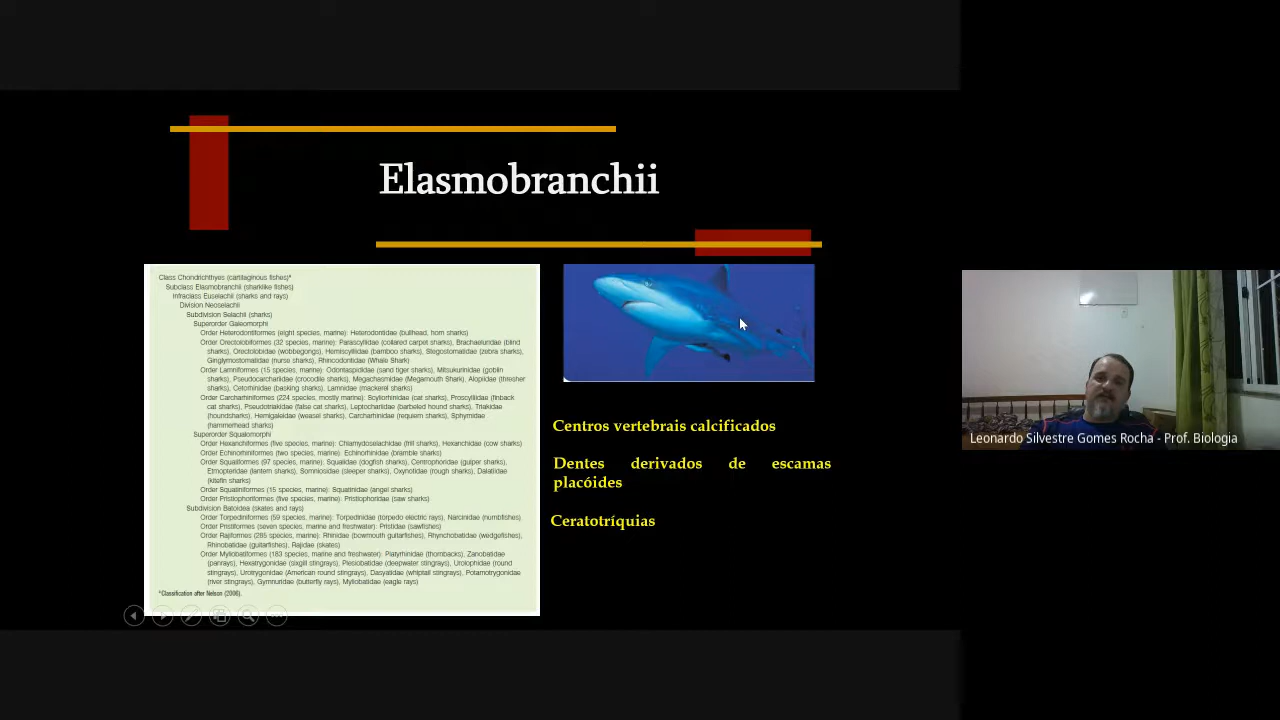 Elasmobranchii
Class Chondrichthyes (cartilaginous fishes)ª
Subclass Elasmobranchii (sharklike fishes)
Infraclass Euselachii (sharks and rays)
Division Neoselachii
Subdivision Selachii (sharks)
Superorder Galeomorphi
Order Heterodontiformes (eight species, marine): Heterodontidae (bullhead, horn sharks)
Order Orectolobiformes (32 species, marine): Parascylliidae (collared carpet sharks), Brachaeluridae (blind
sharks), Orectolobidae (wobbegongs), Hemiscylliidae (bamboo sharks), Stegostomatidae (zebra sharks),
Ginglymostomatidae (nurse sharks), Rhincodontidae (Whale Shark)
Order Lamniformes (15 species, marine): Odontaspididae (sand tiger sharks), Mitsukurinidae (goblin
sharks), Pseudocarchariidae (crocodile sharks), Megachasmidae (Megamouth Shark), Alopiidae (thresher
sharks), Cetorhinidae (basking sharks), Lamnidae (mackerel sharks)
Order Carcharhiniformes (224 species, mostly marine): Scyliorhinidae (cat sharks), Proscylliidae (finback
cat sharks), Pseudotriakidae (false cat sharks), Leptochariidae (barbeled hound sharks), Triakidae
(houndsharks), Hemigaleidae (weasel sharks), Carcharhinidae (requiem sharks), Sphyrnidae
(hammerhead sharks)
Superorder Squalomorphi
Order Hexanchiformes (five species, marine): Chlamydoselachidae (frill sharks), Hexanchidae (cow sharks)
Order Echinorhiniformes (two species, marine): Echinorhinidae (bramble sharks)
Order Squaliformes (97 species, marine): Squalidae (dogfish sharks), Centrophoridae (gulper sharks),
Etmopteridae (lantern sharks), Somniosidae (sleeper sharks), Oxynotidae (rough sharks), Dalatiidae
(kitefin sharks)
Order Squatiniformes (15 species, marine): Squatinidae (angel sharks)
Order Pristiophoriformes (five species, marine): Pristiophoridae (saw sharks)
Subdivision Batoidea (skates and rays)
Order Torpediniformes (59 species, marine): Torpedinidae (torpedo electric rays), Narcinidae (numbfishes)
Order Pristiformes (seven species, marine and freshwater): Pristidae (sawfishes)
Order Rajiformes (285 species, marine): Rhinidae (bowmouth guitarfishes), Rhynchobatidae (wedgefishes),
Rhinobatidae (guitarfishes), Rajidae (skates)
Order Myliobatiformes (183 species, marine and freshwater): Platyrhinidae (thornbacks), Zanobatidae
(panrays), Hexatrygonidae (sixgill stingrays), Plesiobatidae (deepwater stingrays), Urolophidae (round
stingrays), Urotrygonidae (American round stingrays), Dasyatidae (whiptail stingrays), Potamotrygonidae
(river stingrays), Gymnuridae (butterfly rays), Myliobatidae (eagle rays)
ªClassification after Nelson (2006).
Centros vertebrais calcificados
Dentes derivados de escamas
placóides
Ceratotríquias
Leonardo Silvestre Gomes Rocha - Prof. Biologia